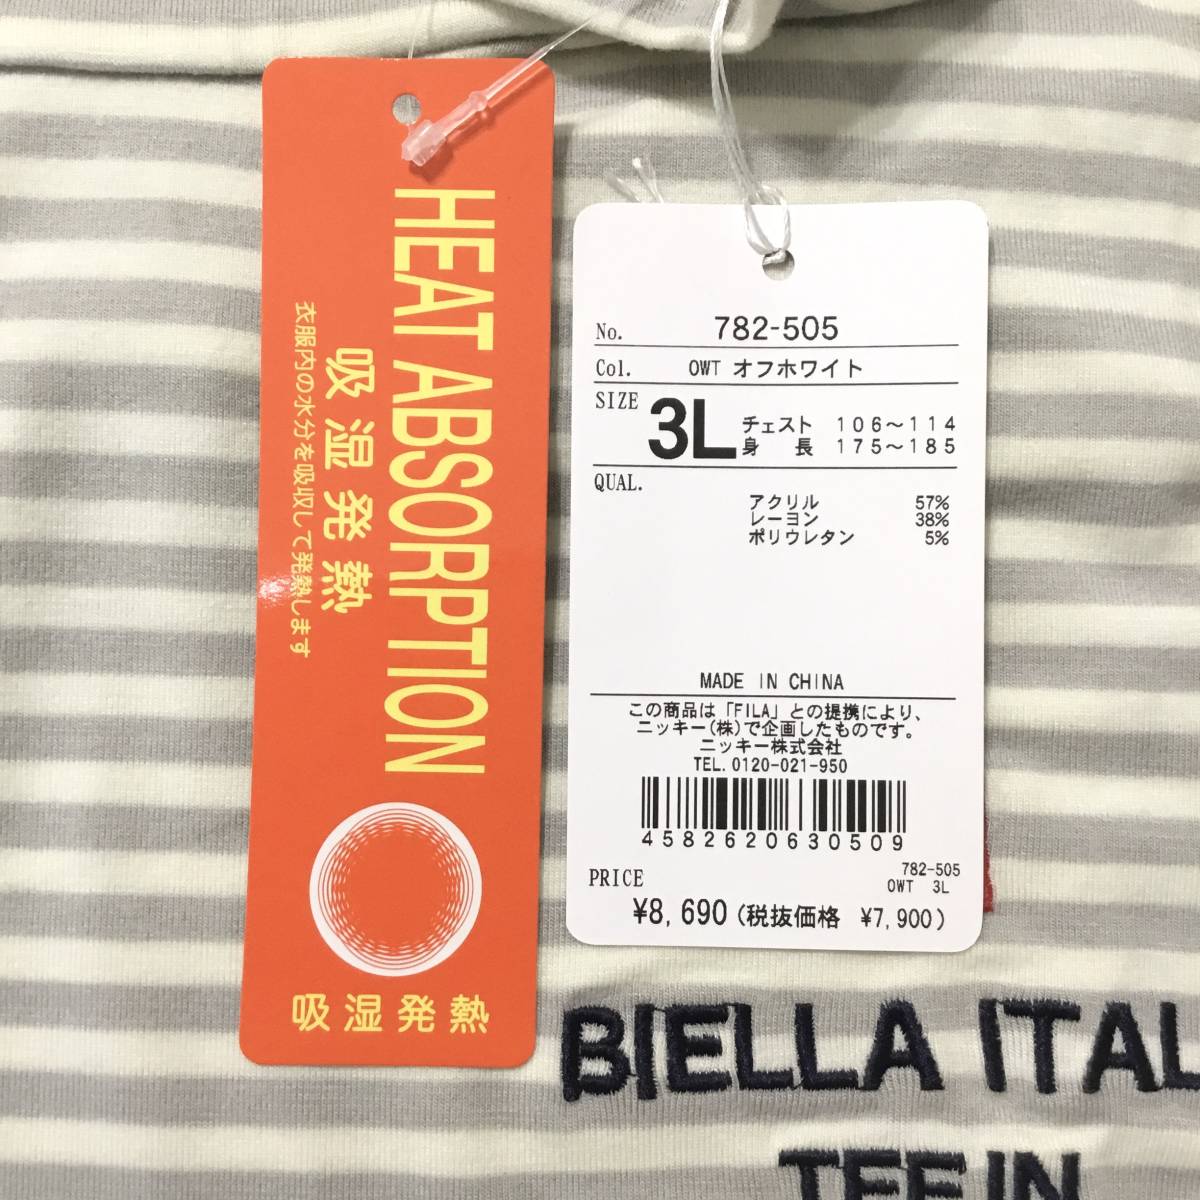 HEAT ABSORPTION
吸湿発熱
衣服内の水分を吸収して発熱します
吸湿発熱
No. 782-505
Col. OWT オフホワイト
SIZE 3L チェスト 106～114
身長 175～185
QUAL.
アクリル 57%
レーヨン 38%
ポリウレタン 5%
MADE IN CHINA
この商品は「FILA」との提携により、
ニッキー(株)で企画したものです。
ニッキー株式会社
TEL.0120-021-950
4582620630509
782-505
OWT 3L
PRICE
¥8,690 (税抜価格 ¥7,900)
BIELLA ITAL
TEE IN